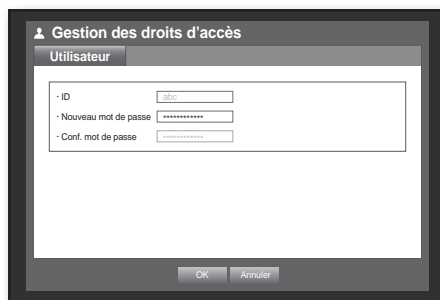 Gestion des droits d'accès
Utilisateur
· ID abc
· Nouveau mot de passe ************
· Conf. mot de passe ************
OK Annuler